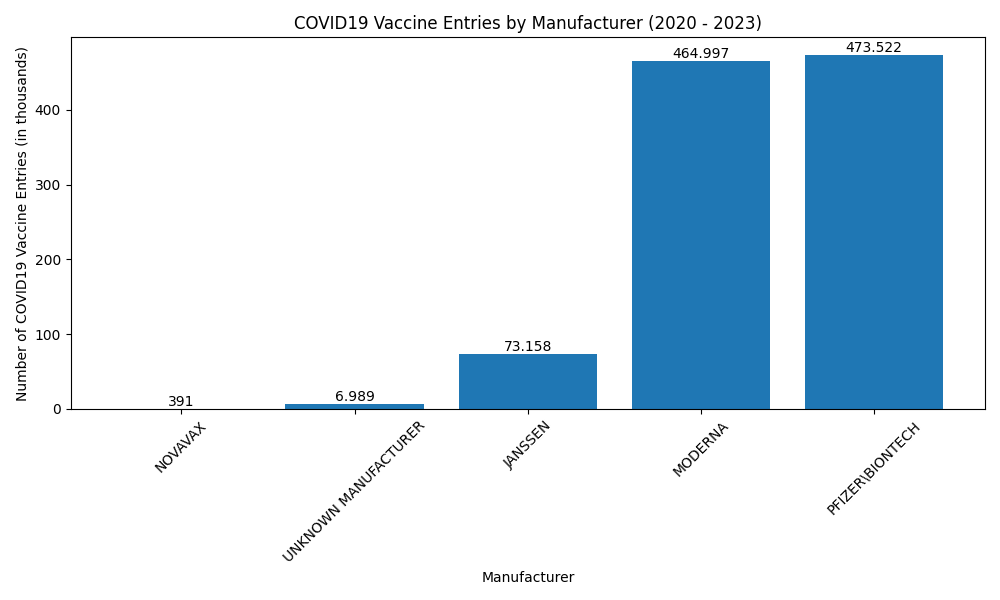 COVID19 Vaccine Entries by Manufacturer (2020 - 2023)
Number of COVID19 Vaccine Entries (in thousands)
400
300
200
100
0
391
6.989
73.158
464.997
473.522
NOVAVAX
UNKNOWN MANUFACTURER
JANSSEN
MODERNA
PFIZER\BIONTECH
Manufacturer